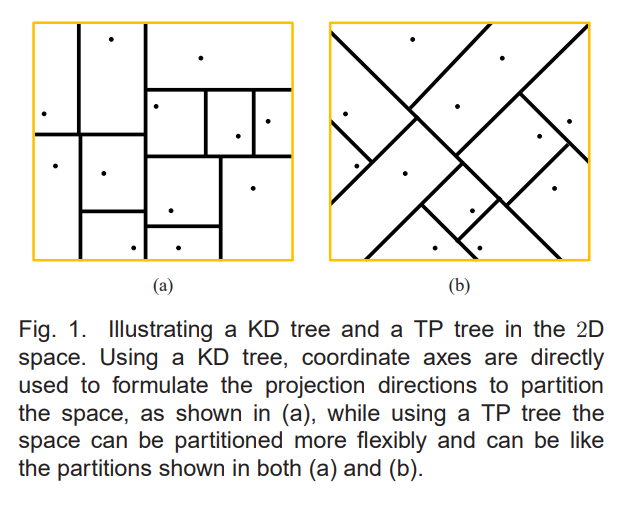 (a)
(b)
Fig. 1. Illustrating a KD tree and a TP tree in the 2D
space. Using a KD tree, coordinate axes are directly
used to formulate the projection directions to partition
the space, as shown in (a), while using a TP tree the
space can be partitioned more flexibly and can be like
the partitions shown in both (a) and (b).